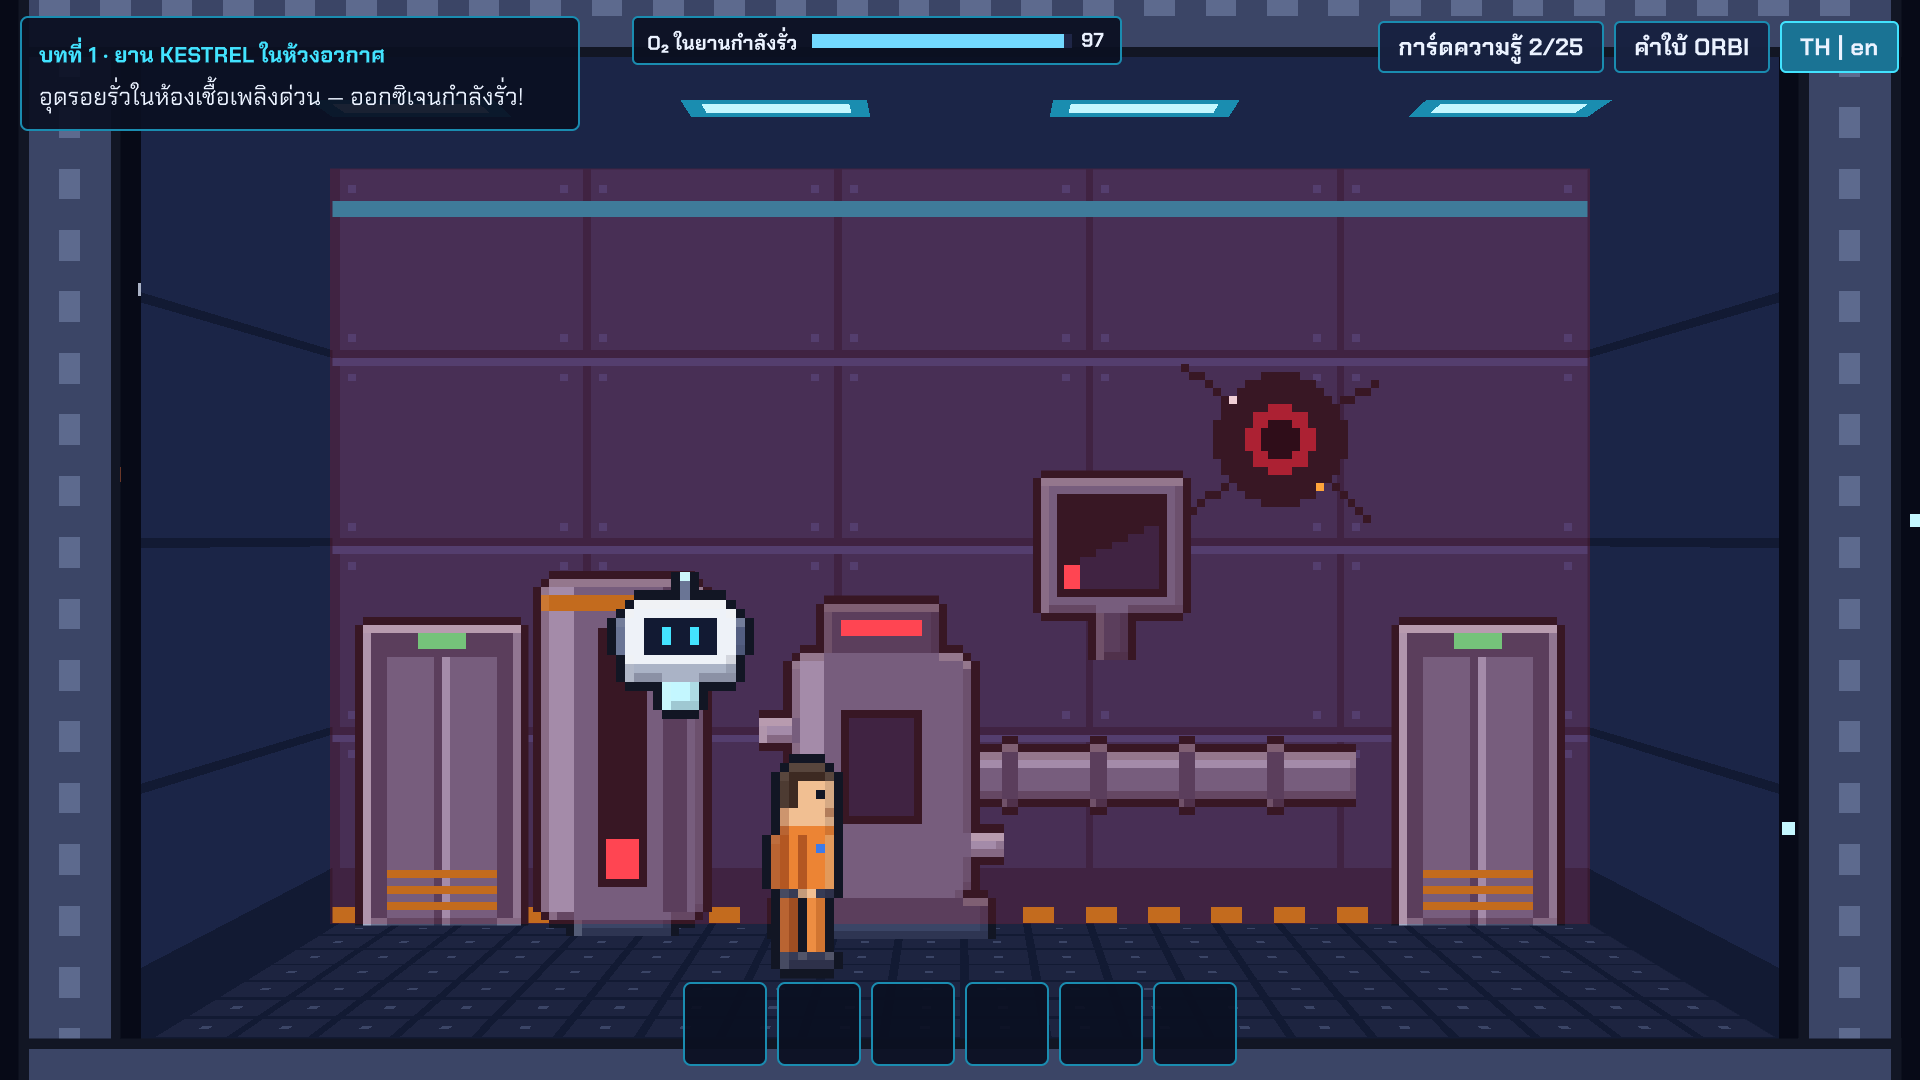 บทที่ 1 · ยาน KESTREL ในห้วงอวกาศ
อุดรอยรั่วในห้องเชื้อเพลิงด่วน — ออกซิเจนกำลังรั่ว!
O₂ ในยานกำลังรั่ว 97
การ์ดความรู้ 2/25
คำใบ้ ORBI
TH | en